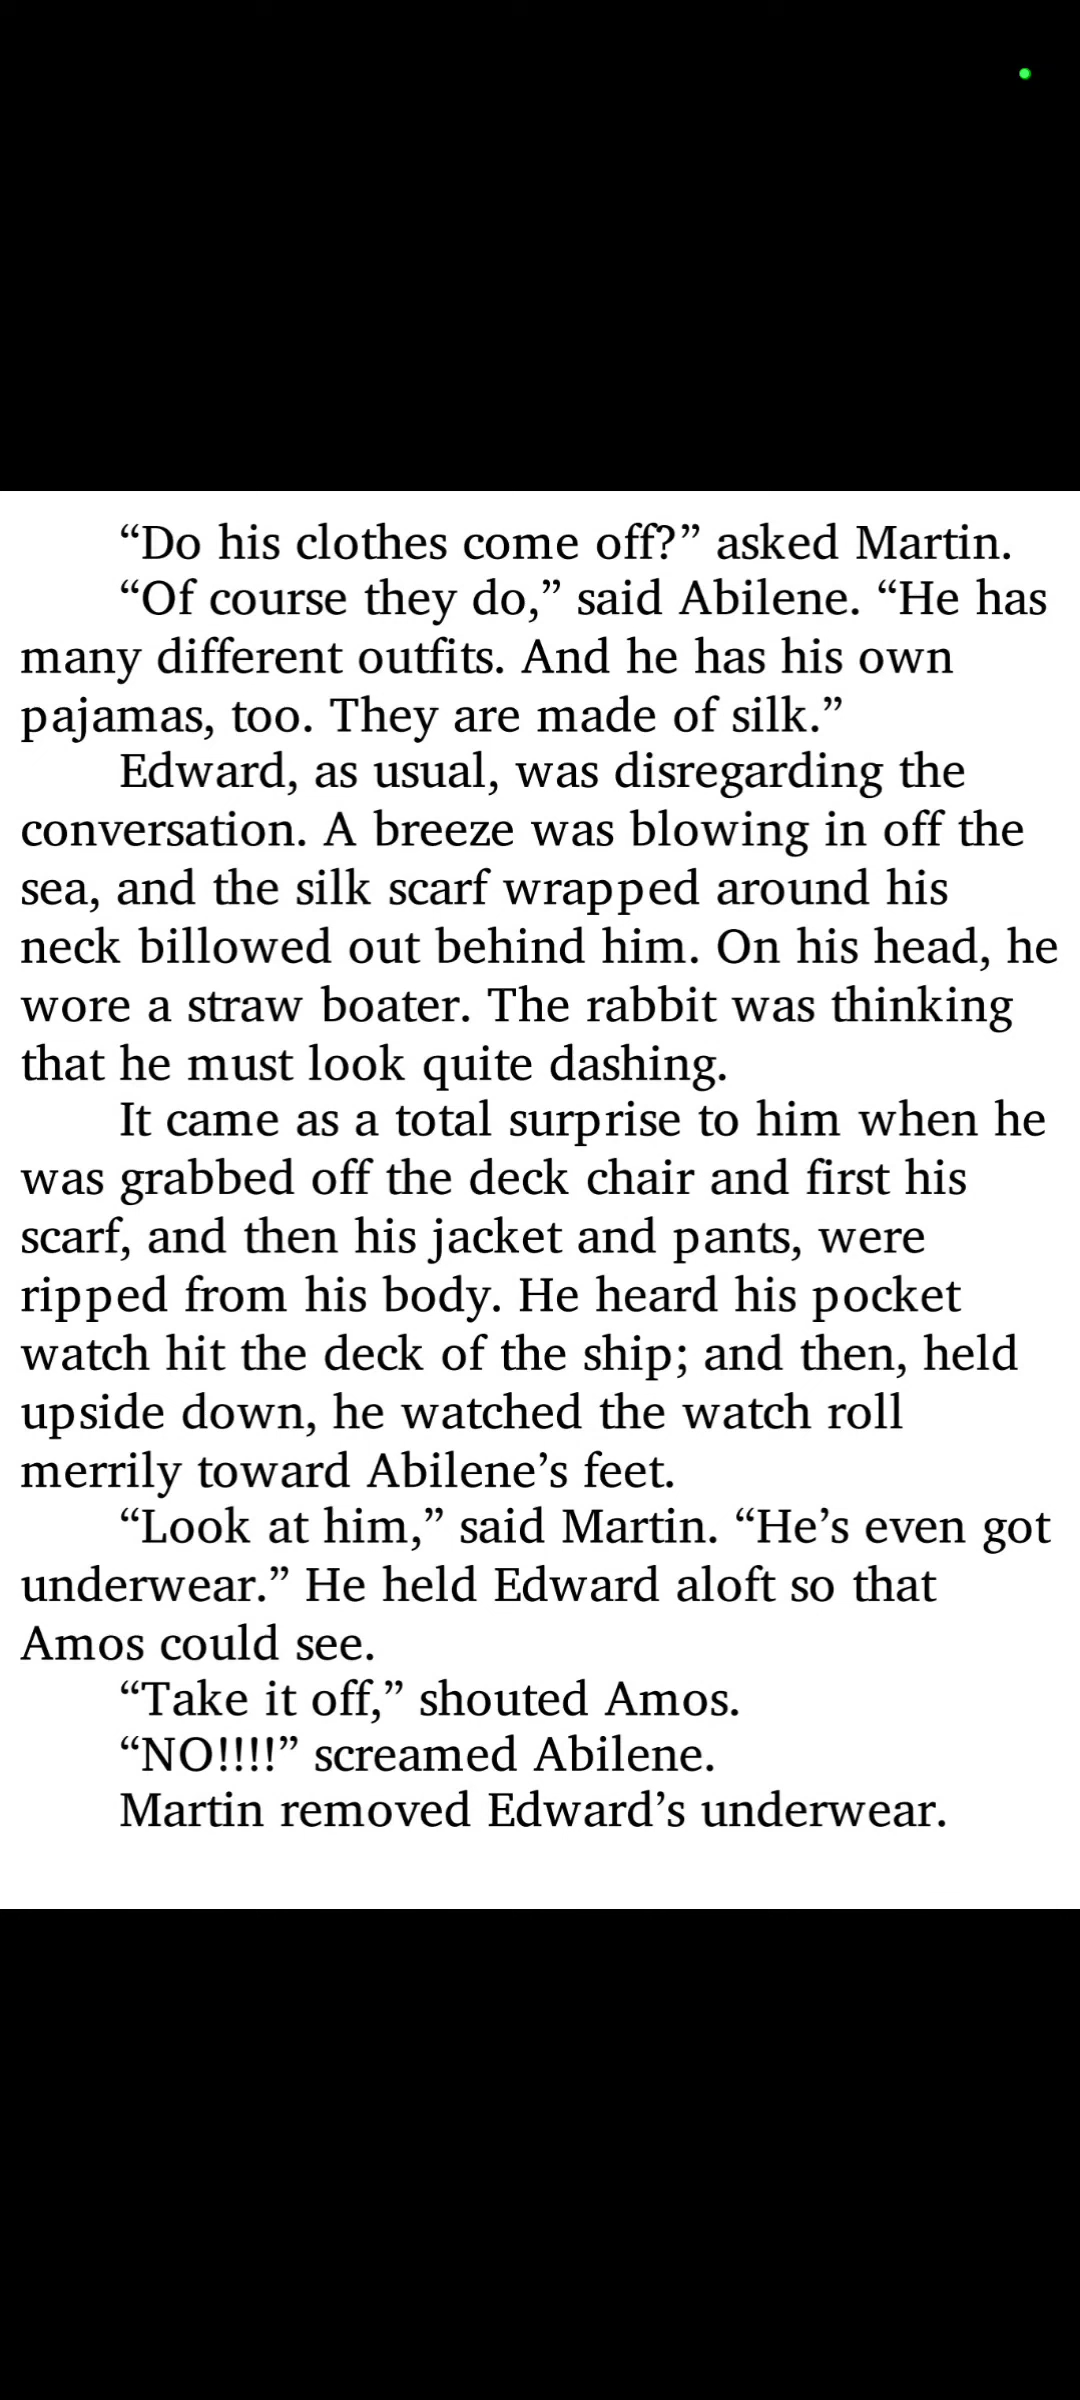 “Do his clothes come off?” asked Martin.
“Of course they do,” said Abilene. “He has
many different outfits. And he has his own
pajamas, too. They are made of silk.”
Edward, as usual, was disregarding the
conversation. A breeze was blowing in off the
sea, and the silk scarf wrapped around his
neck billowed out behind him. On his head, he
wore a straw boater. The rabbit was thinking
that he must look quite dashing.
It came as a total surprise to him when he
was grabbed off the deck chair and first his
scarf, and then his jacket and pants, were
ripped from his body. He heard his pocket
watch hit the deck of the ship; and then, held
upside down, he watched the watch roll
merrily toward Abilene’s feet.
“Look at him,” said Martin. “He’s even got
underwear.” He held Edward aloft so that
Amos could see.
“Take it off,” shouted Amos.
“NO!!!!” screamed Abilene.
Martin removed Edward’s underwear.